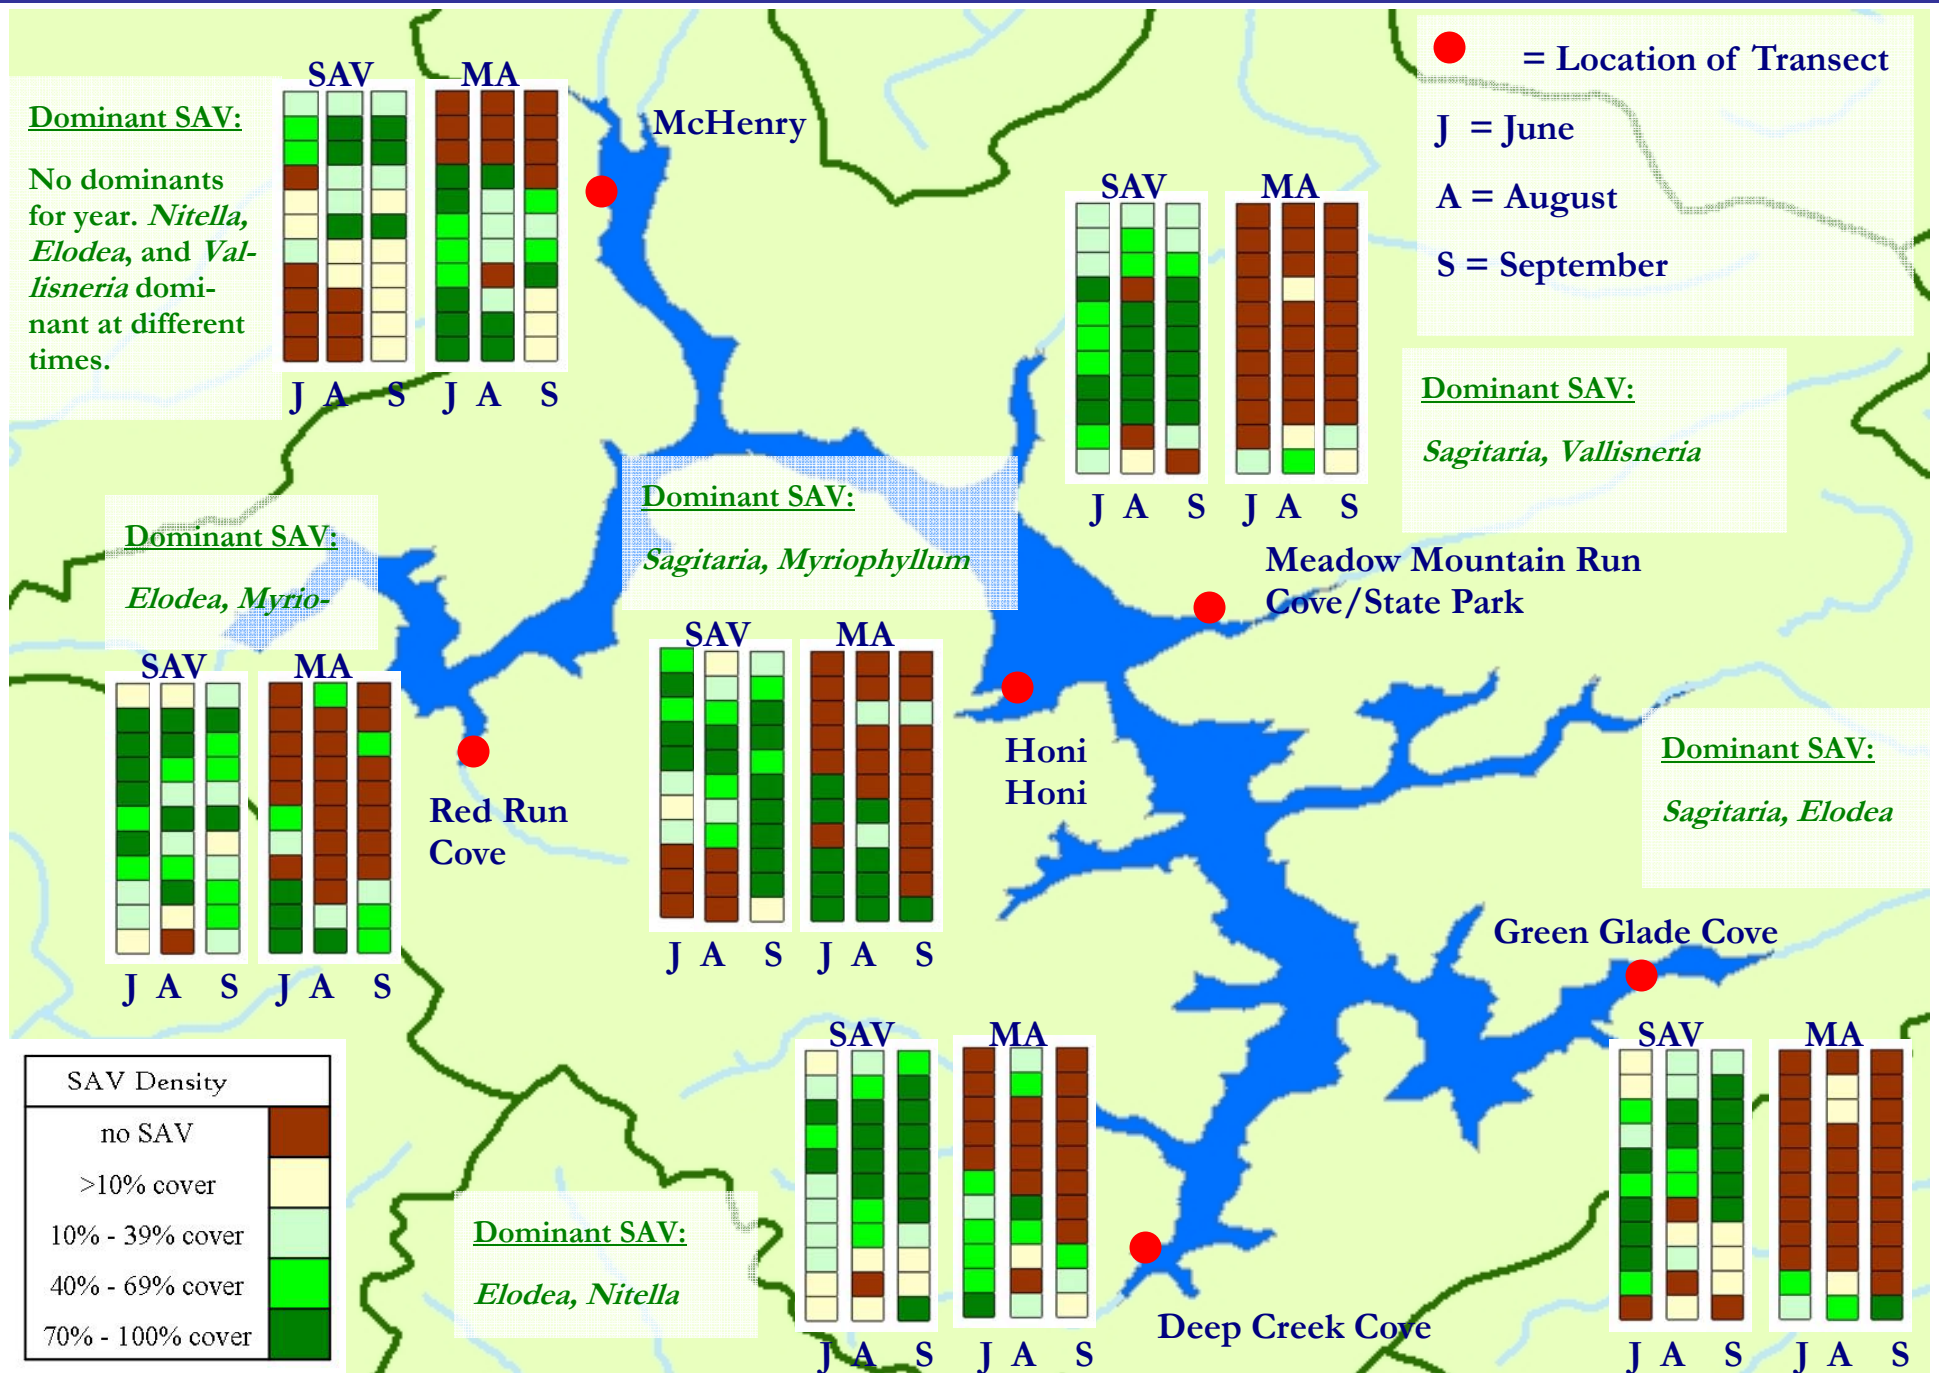 SAV MA
Dominant SAV:
No dominants
for year. Nitella,
Elodea, and Val-
lisneria domi-
nant at different
times.
J A S J A S
McHenry
= Location of Transect
J = June
A = August
S = September
SAV MA
J A S J A S
Dominant SAV:
Sagitaria, Vallisneria
Meadow Mountain Run
Cove/State Park
Dominant SAV:
Sagitaria, Myriophyllum
SAV MA
J A S J A S
Honi
Honi
Dominant SAV:
Elodea, Myrio-
SAV MA
J A S J A S
Red Run
Cove
Dominant SAV:
Sagitaria, Elodea
Green Glade Cove
SAV MA
J A S J A S
SAV MA
J A S J A S
Dominant SAV:
Elodea, Nitella
Deep Creek Cove
SAV Density
no SAV
>10% cover
10% - 39% cover
40% - 69% cover
70% - 100% cover